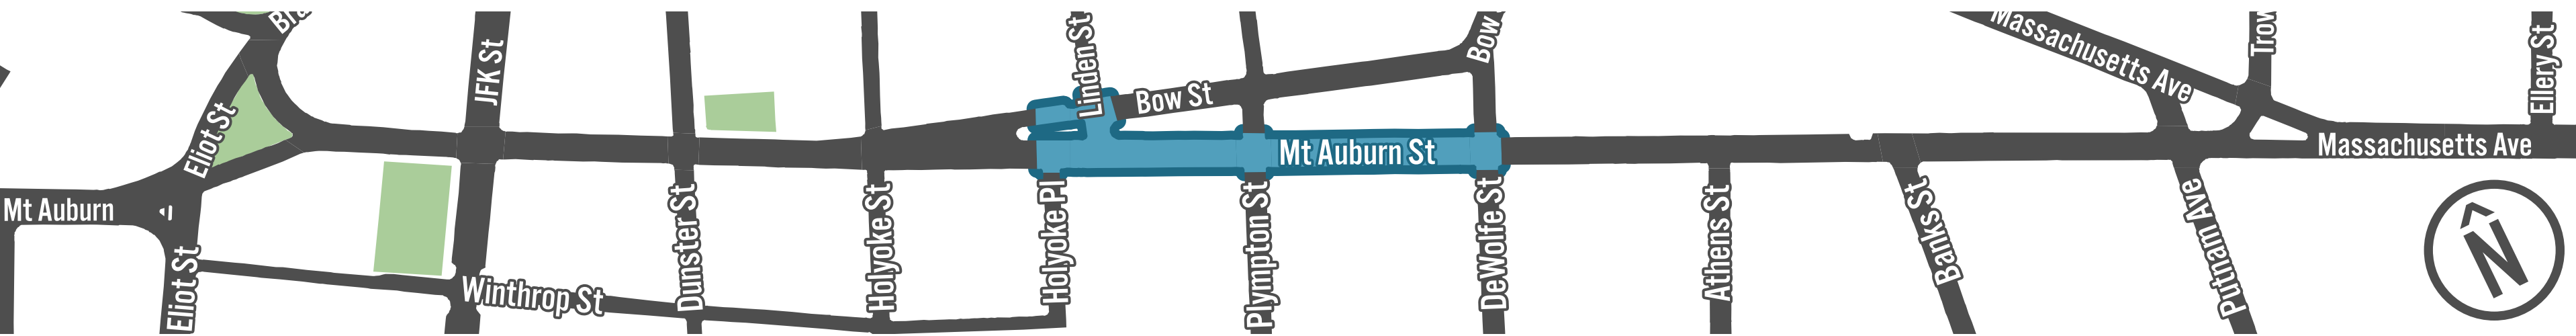 Bra
JFK St
Linden St
Bow
Massachusetts Ave
Trow
Ellery St
Eliot St
Bow St
Mt Auburn St
Massachusetts Ave
Mt Auburn
Eliot St
Winthrop St
Dunster St
Holyoke St
Holyoke Pl
Plympton St
DeWolfe St
Athens St
Banks St
Putnam Ave
N